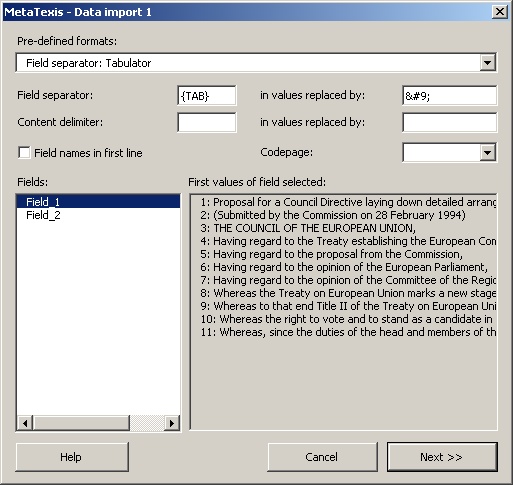 MetaTexis - Data import 1
Pre-defined formats:
Field separator: Tabulator
Field separator: {TAB} in values replaced by: &#9;
Content delimiter: in values replaced by:
Field names in first line Codepage:
Fields: First values of field selected:
Field_1
Field_2
1: Proposal for a Council Directive laying down detailed arrang
2: (Submitted by the Commission on 28 February 1994)
3: THE COUNCIL OF THE EUROPEAN UNION,
4: Having regard to the Treaty establishing the European Com
5: Having regard to the proposal from the Commission,
6: Having regard to the opinion of the European Parliament,
7: Having regard to the opinion of the Committee of the Regio
8: Whereas the Treaty on European Union marks a new stage
9: Whereas to that end Title II of the Treaty on European Uni
10: Whereas the right to vote and to stand as a candidate in
11: Whereas, since the duties of the head and members of th
Help Cancel Next >>